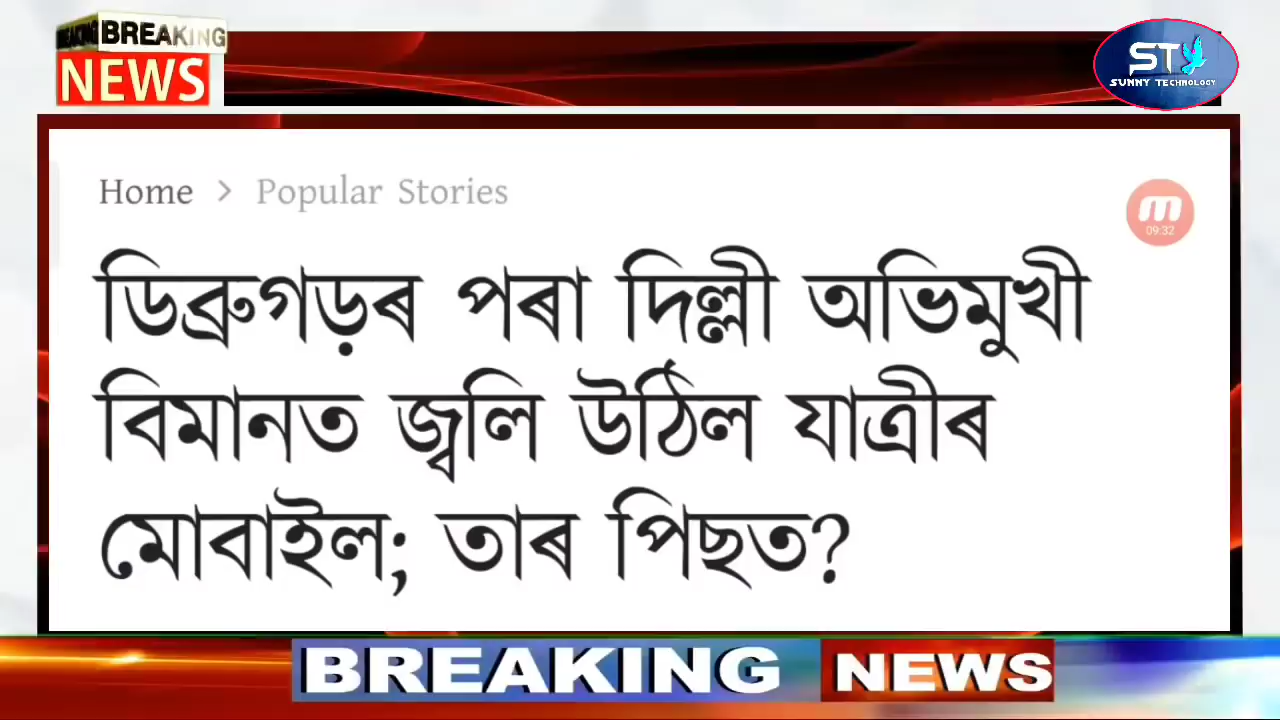 BREAKING
NEWS
STY
SUNNY TECHNOLOGY
Home > Popular Stories
09:32
ডিব্ৰুগড়ৰ পৰা দিল্লী অভিমুখী
বিমানত জ্বলি উঠিল যাত্ৰীৰ
মোবাইল; তাৰ পিছত?
BREAKING NEWS